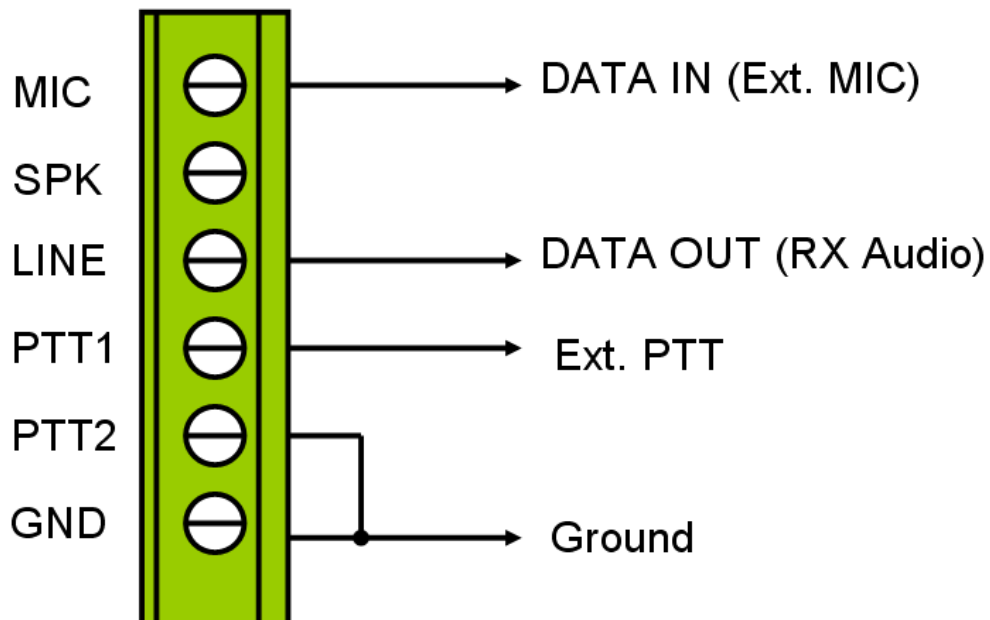 MIC DATA IN (Ext. MIC)
SPK
LINE DATA OUT (RX Audio)
PTT1 Ext. PTT
PTT2
GND Ground